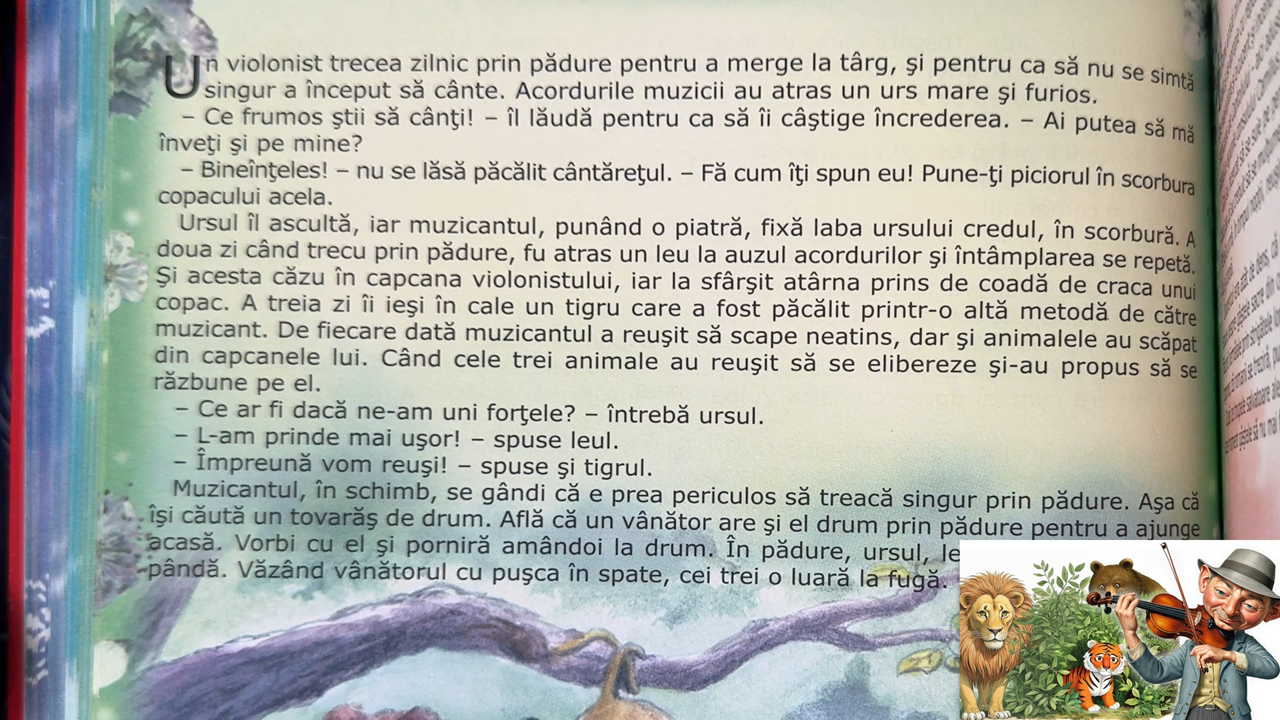 Un violonist trecea zilnic prin pădure pentru a merge la târg, şi pentru ca să nu se simtă
singur a început să cânte. Acordurile muzicii au atras un urs mare şi furios.
– Ce frumos ştii să cânţi! – îl lăudă pentru ca să îi câştige încrederea. – Ai putea să mă
înveţi şi pe mine?
– Bineînţeles! – nu se lăsă păcălit cântăreţul. – Fă cum îţi spun eu! Pune-ţi piciorul în scorbura
copacului acela.
Ursul îl ascultă, iar muzicantul, punând o piatră, fixă laba ursului credul, în scorbură. A
doua zi când trecu prin pădure, fu atras un leu la auzul acordurilor şi întâmplarea se repetă.
Şi acesta căzu în capcana violonistului, iar la sfârşit atârna prins de coadă de craca unui
copac. A treia zi îi ieşi în cale un tigru care a fost păcălit printr-o altă metodă de către
muzicant. De fiecare dată muzicantul a reuşit să scape neatins, dar şi animalele au scăpat
din capcanele lui. Când cele trei animale au reuşit să se elibereze şi-au propus să se
răzbune pe el.
– Ce ar fi dacă ne-am uni forţele? – întrebă ursul.
– L-am prinde mai uşor! – spuse leul.
– Împreună vom reuşi! – spuse şi tigrul.
Muzicantul, în schimb, se gândi că e prea periculos să treacă singur prin pădure. Aşa că
îşi căută un tovarăş de drum. Află că un vânător are şi el drum prin pădure pentru a ajunge
acasă. Vorbi cu el şi porniră amândoi la drum. În pădure, ursul,
pândă. Văzând vânătorul cu puşca în spate, cei trei o luară la fugă.